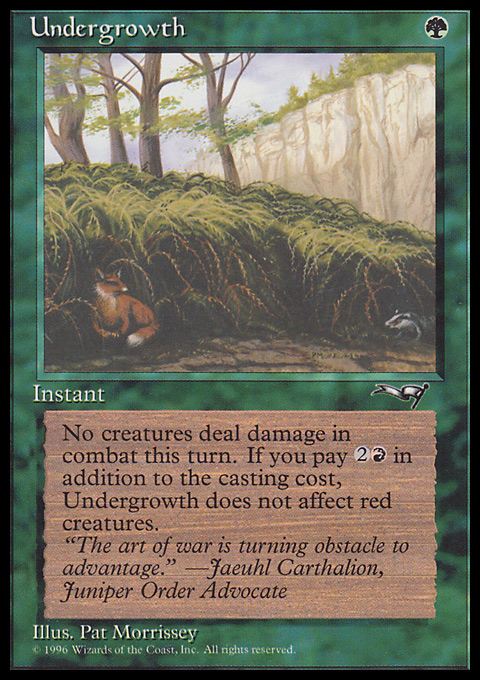 Undergrowth
Instant
No creatures deal damage in
combat this turn. If you pay 2 in
addition to the casting cost,
Undergrowth does not affect red
creatures.
“The art of war is turning obstacle to
advantage.” —Jaeuhl Carthalion,
Juniper Order Advocate
Illus. Pat Morrissey
© 1996 Wizards of the Coast, Inc. All rights reserved.